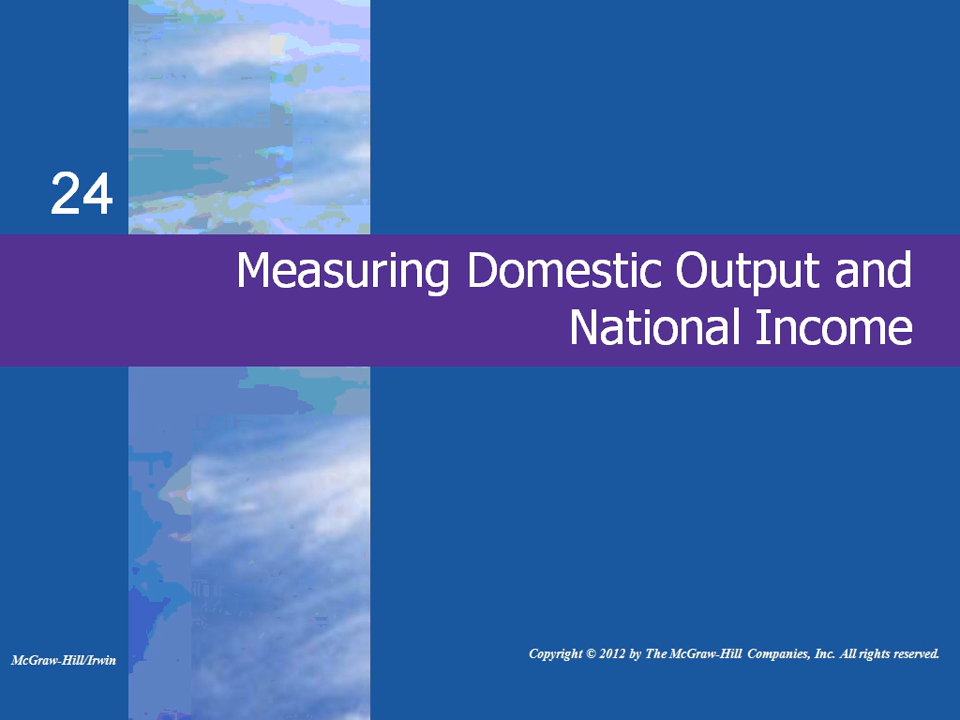 24
Measuring Domestic Output and
National Income
McGraw-Hill/Irwin
Copyright © 2012 by The McGraw-Hill Companies, Inc. All rights reserved.